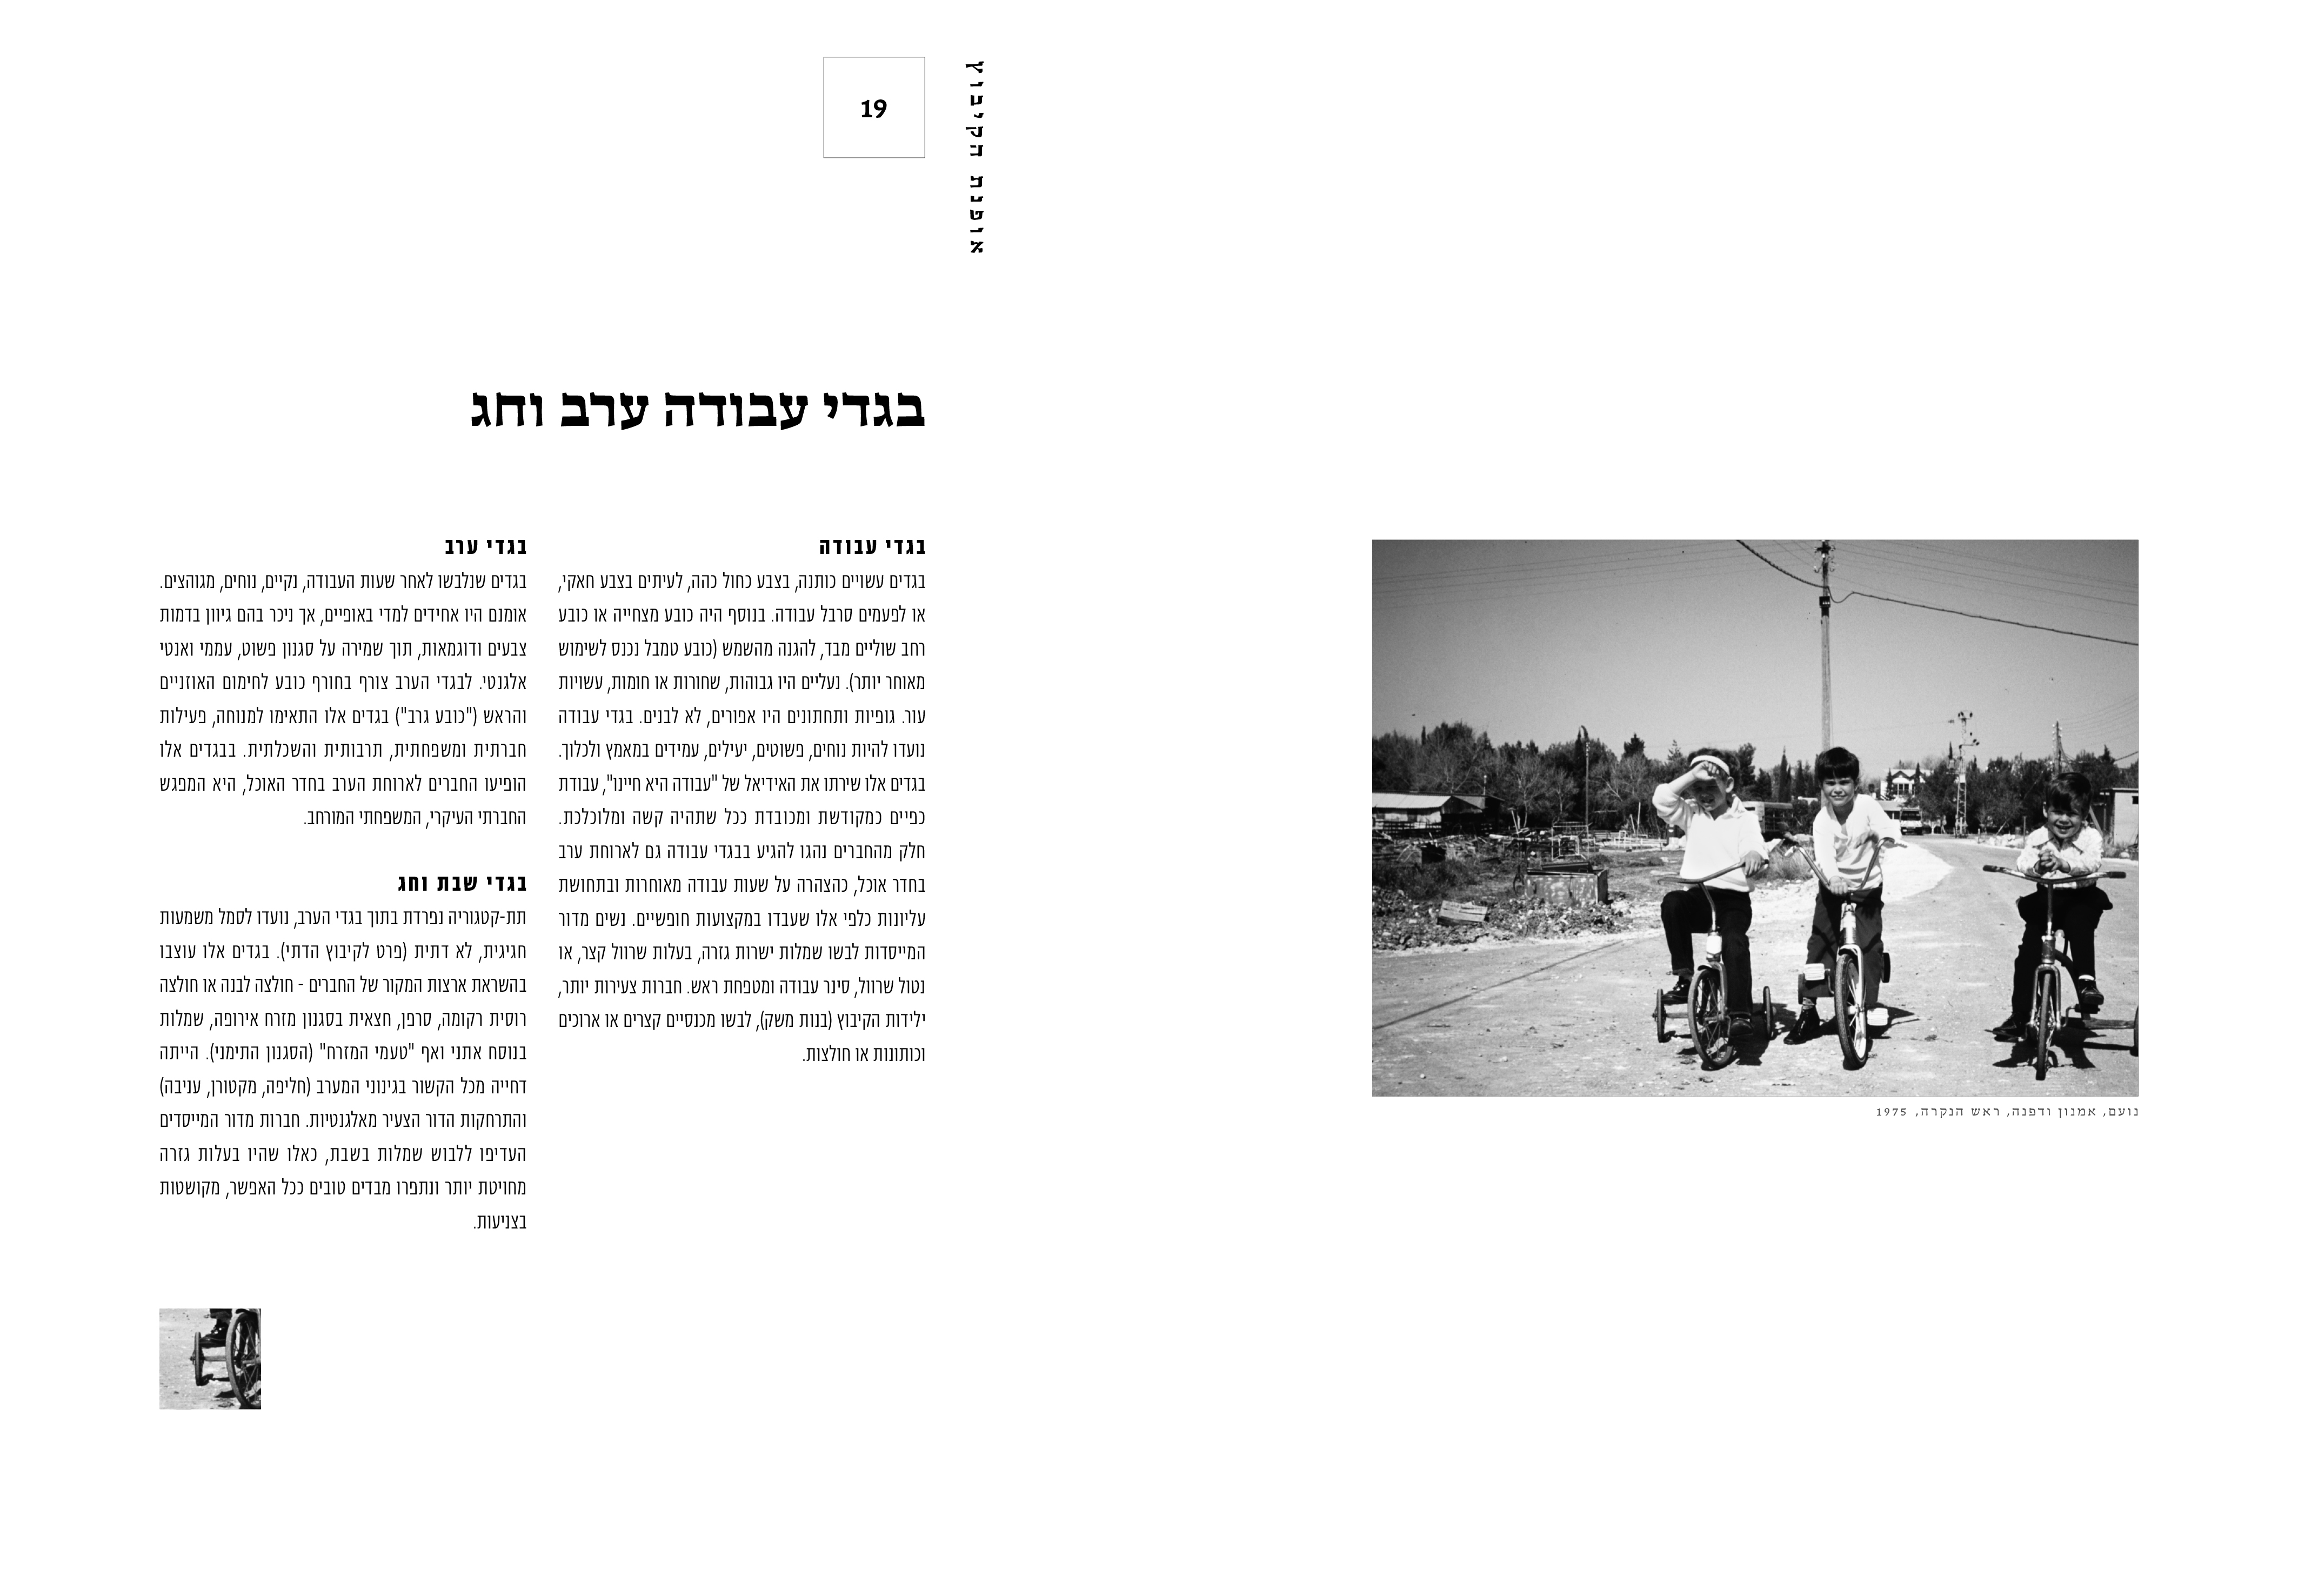 נועם, אמנון ודפנה, ראש הנקרה, 1975
אופנת הקיבוץ
19
בגדי עבודה ערב וחג
בגדי עבודה
בגדים עשויים כותנה, בצבע כחול כהה, לעיתים בצבע חאקי,
או לפעמים סרבל עבודה. בנוסף היה כובע מצחייה או כובע
רחב שוליים מבד, להגנה מהשמש (כובע טמבל נכנס לשימוש
מאוחר יותר). נעליים היו גבוהות, שחורות או חומות, עשויות
עור. גופיות ותחתונים היו אפורים, לא לבנים. בגדי עבודה
נועדו להיות נוחים, פשוטים, יעילים, עמידים במאמץ ולכלוך.
בגדים אלו שירתו את האידיאל של "עבודה היא חיינו", עבודת
כפיים כמקודשת ומכובדת ככל שתהיה קשה ומלוכלכת.
חלק מהחברים נהגו להגיע בבגדי עבודה גם לארוחת ערב
בחדר אוכל, כהצהרה על שעות עבודה מאוחרות ובתחושת
עליונות כלפי אלו שעבדו במקצועות חופשיים. נשים מדור
המייסדות לבשו שמלות ישרות גזרה, בעלות שרוול קצר, או
נטול שרוול, סינר עבודה ומטפחת ראש. חברות צעירות יותר,
ילידות הקיבוץ (בנות משק), לבשו מכנסיים קצרים או ארוכים
וכותונות או חולצות.
בגדי ערב
בגדים שנלבשו לאחר שעות העבודה, נקיים, נוחים, מגוהצים.
אומנם היו אחידים למדי באופיים, אך ניכר בהם גיוון בדמות
צבעים ודוגמאות, תוך שמירה על סגנון פשוט, עממי ואנטי
אלגנטי. לבגדי הערב צורף בחורף כובע לחימום האוזניים
והראש ("כובע גרב") בגדים אלו התאימו למנוחה, פעילות
חברתית ומשפחתית, תרבותית והשכלתית. בבגדים אלו
הופיעו החברים לארוחת הערב בחדר האוכל, היא המפגש
החברתי העיקרי, המשפחתי המורחב.
בגדי שבת וחג
תת-קטגוריה נפרדת בתוך בגדי הערב, נועדו לסמל משמעות
חגיגית, לא דתית (פרט לקיבוץ הדתי). בגדים אלו עוצבו
בהשראת ארצות המקור של החברים - חולצה לבנה או חולצה
רוסית רקומה, סרפן, חצאית בסגנון מזרח אירופה, שמלות
בנוסח אתני ואף "טעמי המזרח" (הסגנון התימני). הייתה
דחייה מכל הקשור בגינוני המערב (חליפה, מקטורן, עניבה)
והתרחקות הדור הצעיר מאלגנטיות. חברות מדור המייסדים
העדיפו ללבוש שמלות בשבת, כאלו שהיו בעלות גזרה
מחויטת יותר ונתפרו מבדים טובים ככל האפשר, מקושטות
בצניעות.